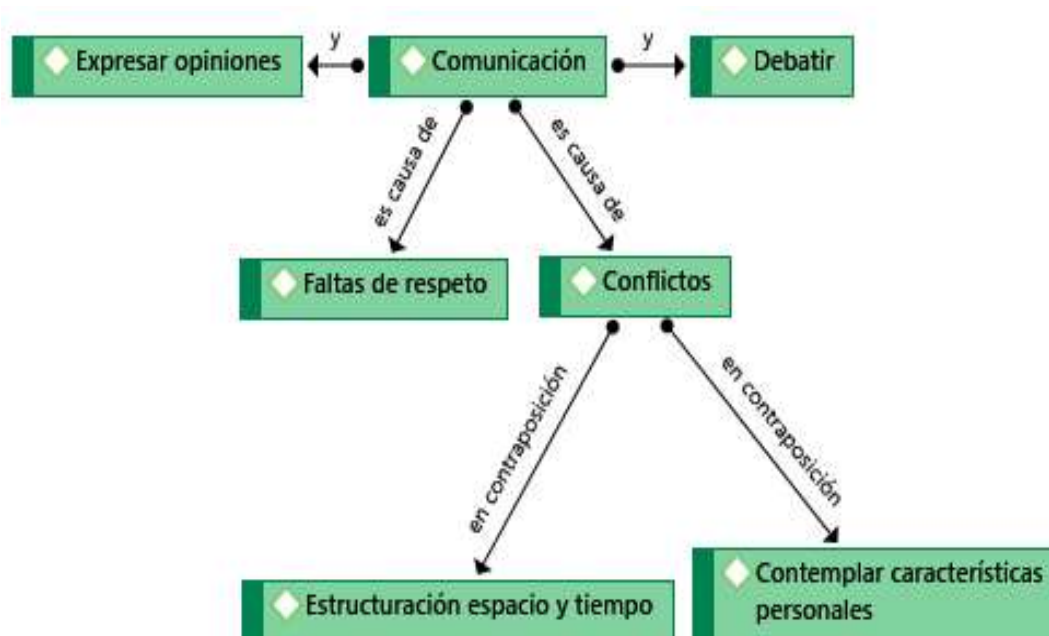 y
y
Expresar opiniones
Comunicación
Debatir
es causa de
es causa de
Faltas de respeto
Conflictos
en contraposición
en contraposición
Estructuración espacio y tiempo
Contemplar características
personales